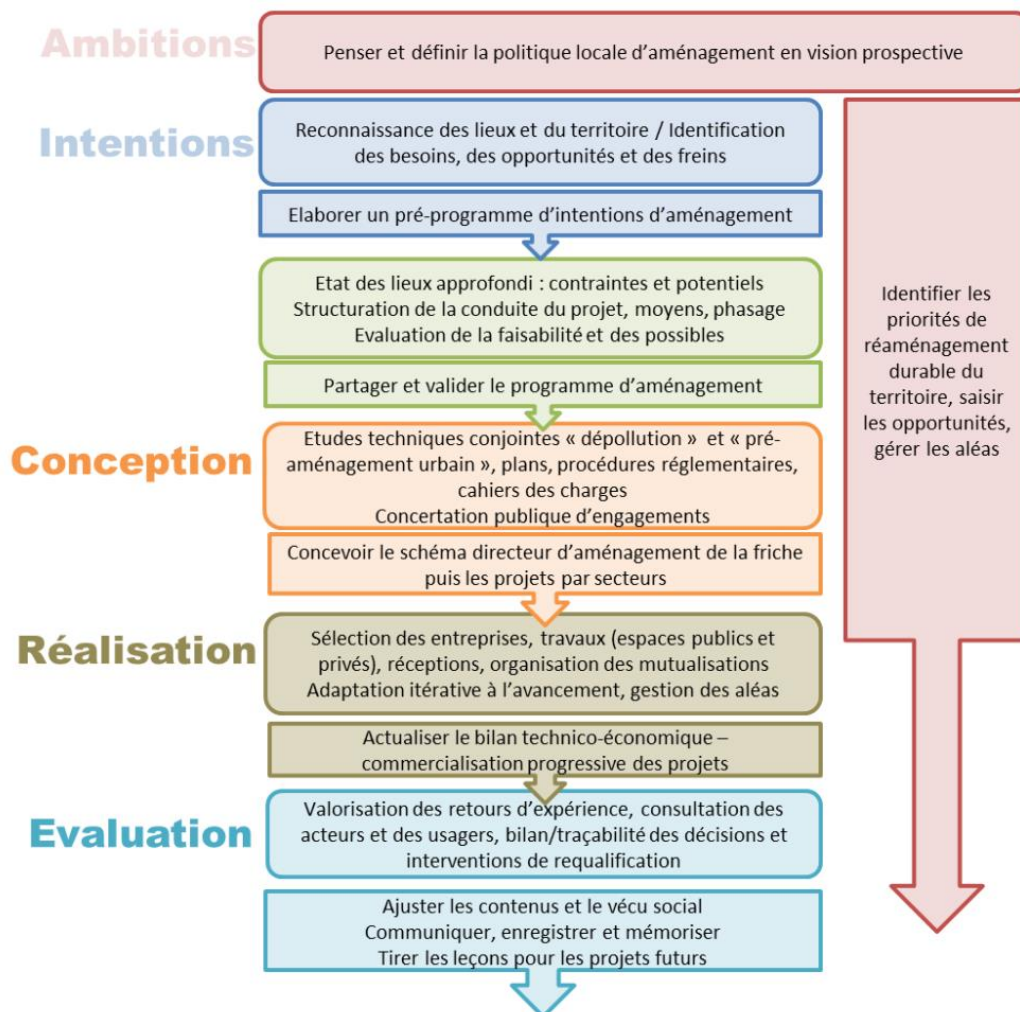 Ambitions
Penser et définir la politique locale d'aménagement en vision prospective
Intentions
Reconnaissance des lieux et du territoire / Identification
des besoins, des opportunités et des freins
Elaborer un pré-programme d'intentions d'aménagement
Etat des lieux approfondi : contraintes et potentiels
Structuration de la conduite du projet, moyens, phasage
Evaluation de la faisabilité et des possibles
Partager et valider le programme d'aménagement
Conception
Etudes techniques conjointes « dépollution » et « pré-
aménagement urbain », plans, procédures réglementaires,
cahiers des charges
Concertation publique d'engagements
Concevoir le schéma directeur d'aménagement de la friche
puis les projets par secteurs
Réalisation
Sélection des entreprises, travaux (espaces publics et
privés), réceptions, organisation des mutualisations
Adaptation itérative à l'avancement, gestion des aléas
Actualiser le bilan technico-économique –
commercialisation progressive des projets
Evaluation
Valorisation des retours d'expérience, consultation des
acteurs et des usagers, bilan/traçabilité des décisions et
interventions de requalification
Ajuster les contenus et le vécu social
Communiquer, enregistrer et mémoriser
Tirer les leçons pour les projets futurs
Identifier les
priorités de
réaménagement
durable du
territoire, saisir
les opportunités,
gérer les aléas